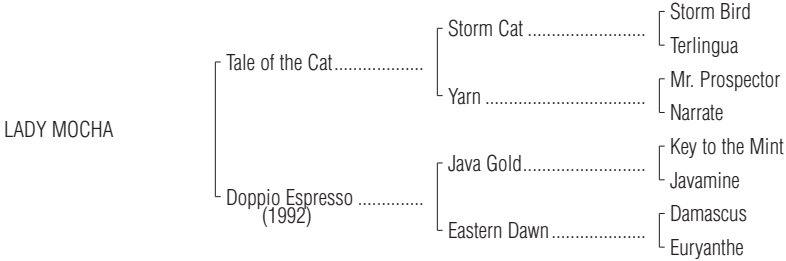 Storm Bird
Storm Cat ..........................
Terlingua
Tale of the Cat...................
Mr. Prospector
Yarn ..................................
Narrate
LADY MOCHA
Key to the Mint
Java Gold..........................
Javamine
Doppio Espresso ..............
(1992)
Damascus
Eastern Dawn....................
Euryanthe